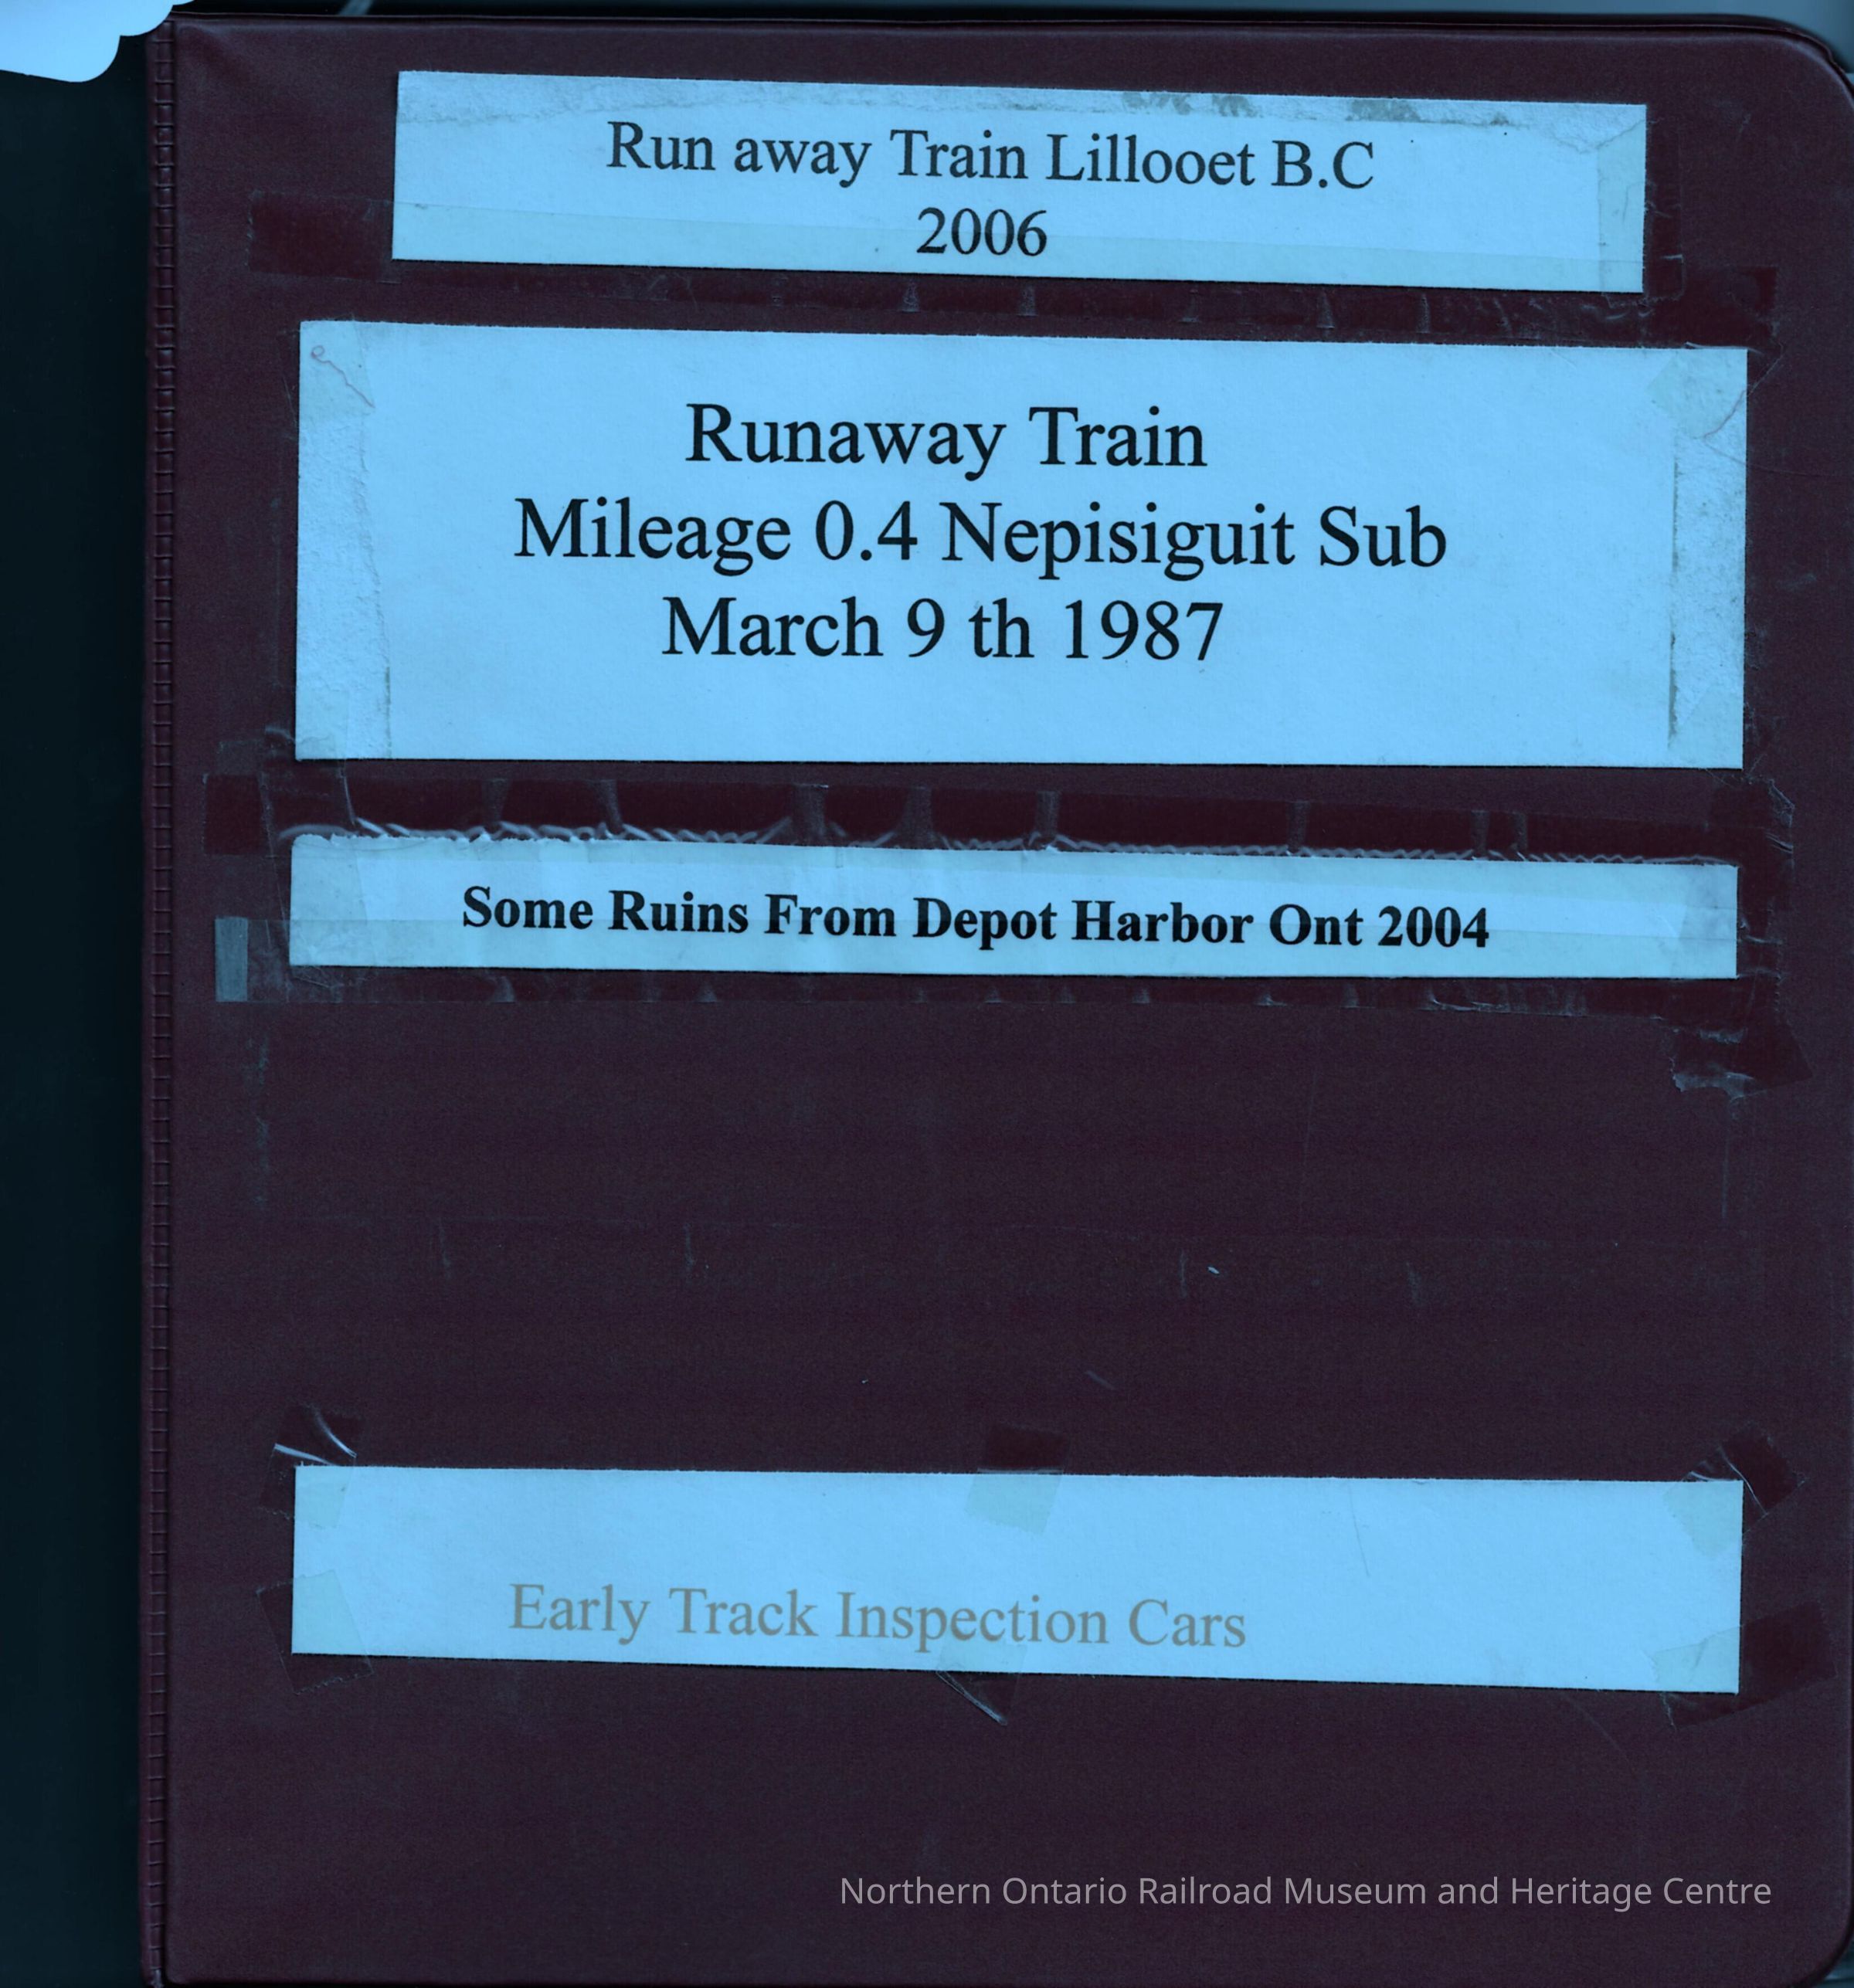 Run away Train Lillooet B.C
2006
Runaway Train
Mileage 0.4 Nepisiguit Sub
March 9 th 1987
Some Ruins From Depot Harbor Ont 2004
Early Track Inspection Cars
Northern Ontario Railroad Museum and Heritage Centre